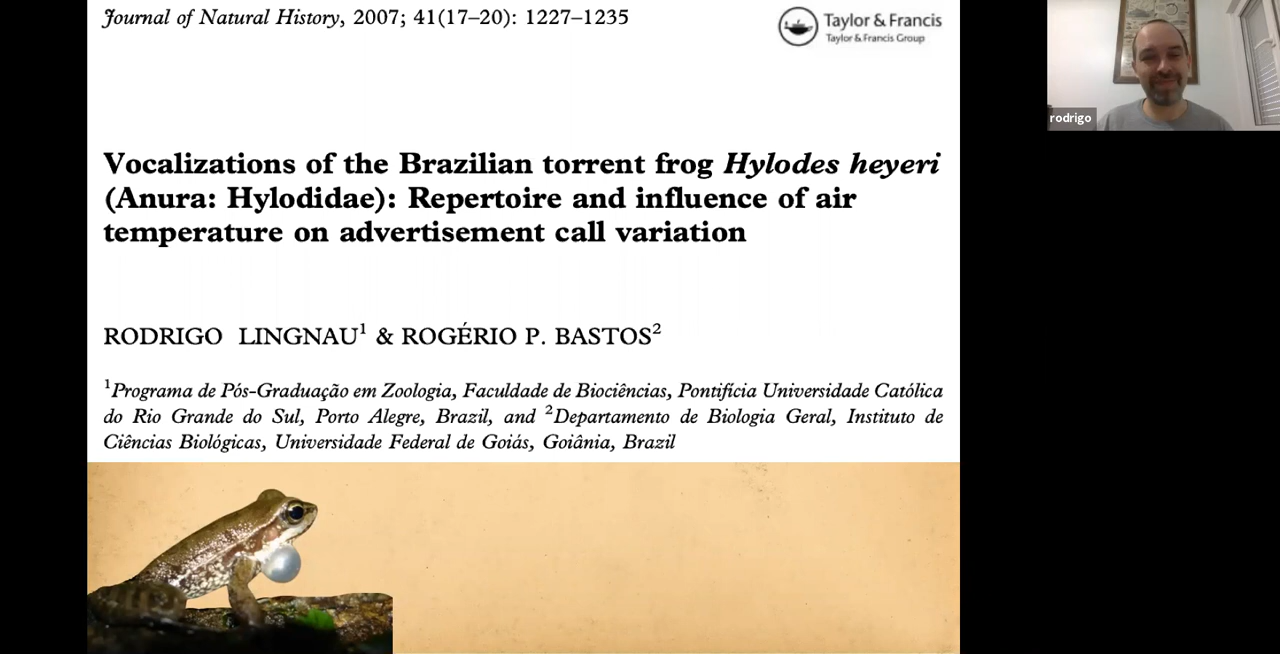 Journal of Natural History, 2007; 41(17–20): 1227–1235
Taylor & Francis
Taylor & Francis Group
rodrigo
Vocalizations of the Brazilian torrent frog Hylodes heyeri
(Anura: Hylodidae): Repertoire and influence of air
temperature on advertisement call variation
RODRIGO LINGNAU¹ & ROGÉRIO P. BASTOS²
¹Programa de Pós-Graduação em Zoologia, Faculdade de Biociências, Pontifícia Universidade Católica
do Rio Grande do Sul, Porto Alegre, Brazil, and ²Departamento de Biologia Geral, Instituto de
Ciências Biológicas, Universidade Federal de Goiás, Goiânia, Brazil